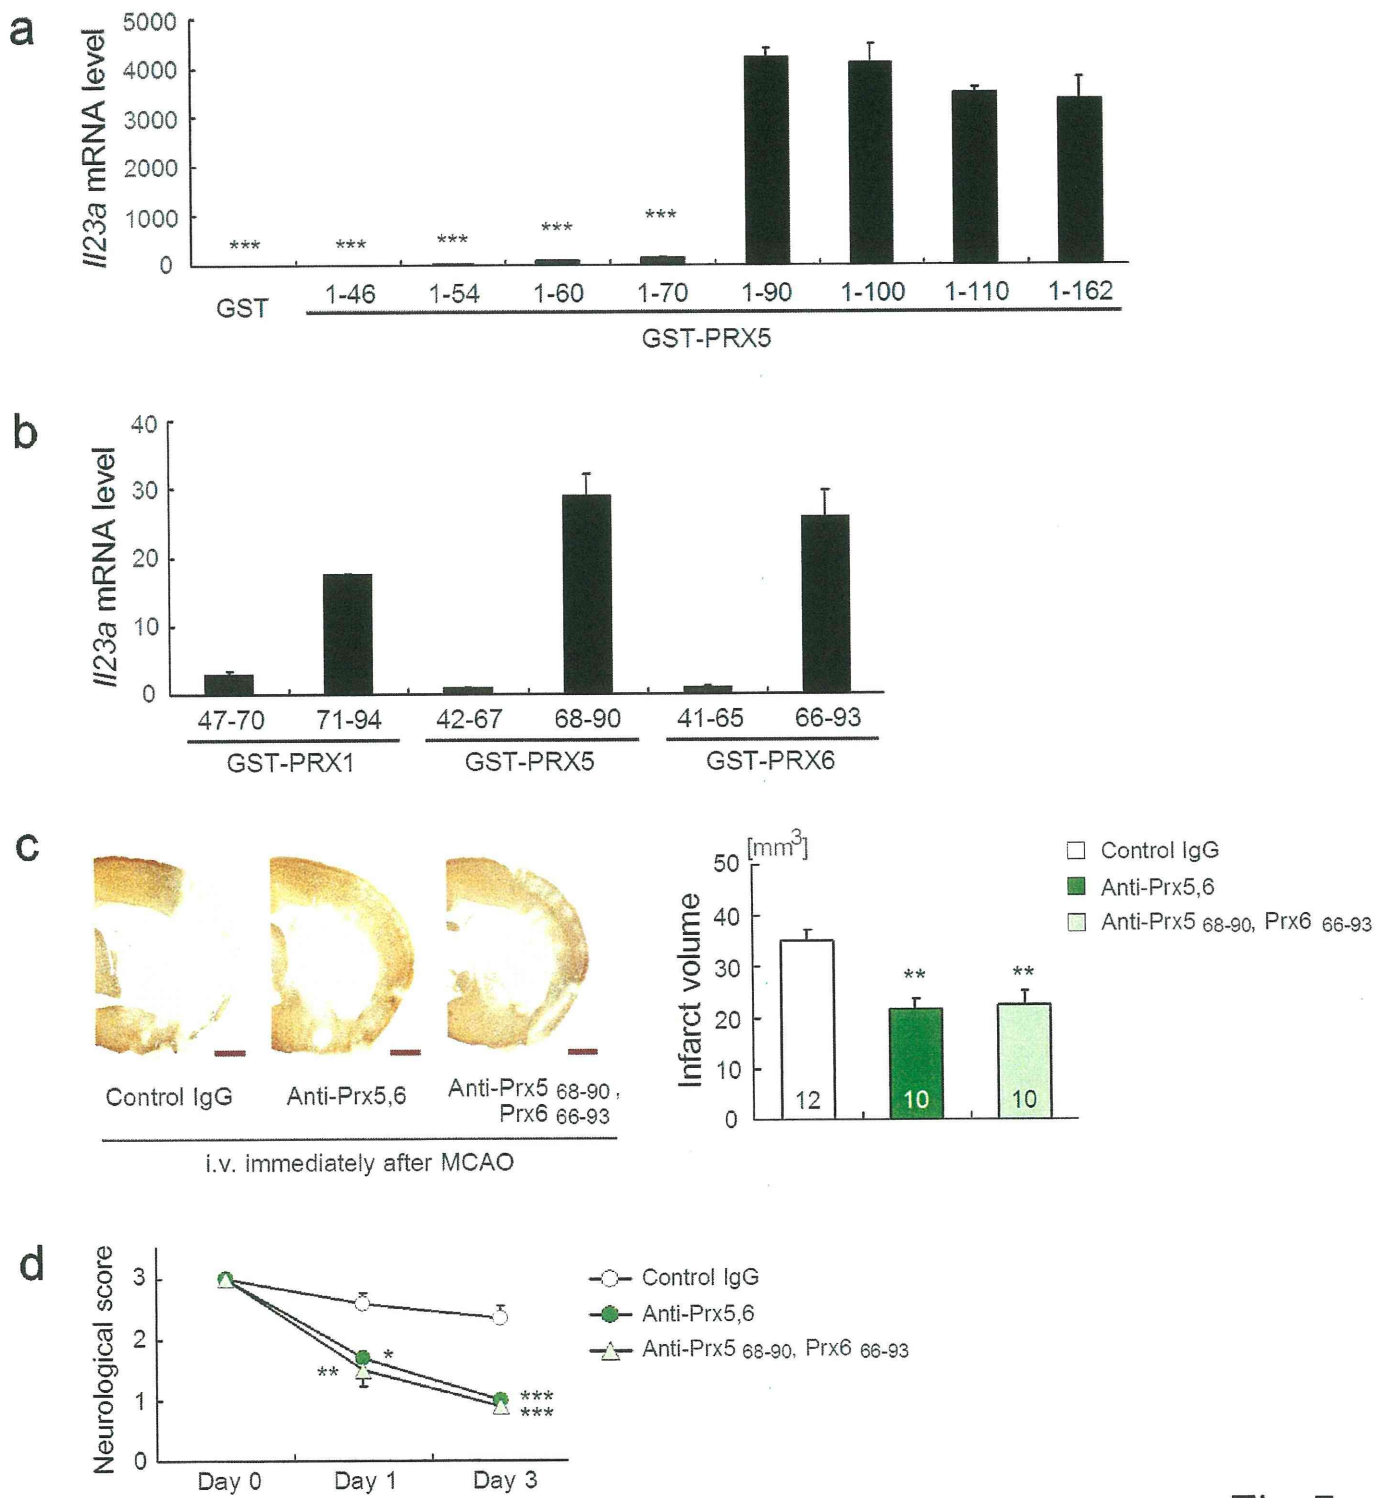 a
5000
4000
3000
2000
1000
0
Il23a mRNA level
*** *** *** *** ***
GST 1-46 1-54 1-60 1-70 1-90 1-100 1-110 1-162
GST-PRX5
b
40
30
20
10
0
Il23a mRNA level
47-70 71-94 42-67 68-90 41-65 66-93
GST-PRX1 GST-PRX5 GST-PRX6
c
Control IgG
Anti-Prx5,6
Anti-Prx5 68-90 ,
Prx6 66-93
i.v. immediately after MCAO
[mm3]
50
40
30
20
10
0
Infarct volume
** **
12 10 10
Control IgG
Anti-Prx5,6
Anti-Prx5 68-90, Prx6 66-93
d
3
2
1
0
Neurological score
** *
***
***
Day 0 Day 1 Day 3
Control IgG
Anti-Prx5,6
Anti-Prx5 68-90, Prx6 66-93